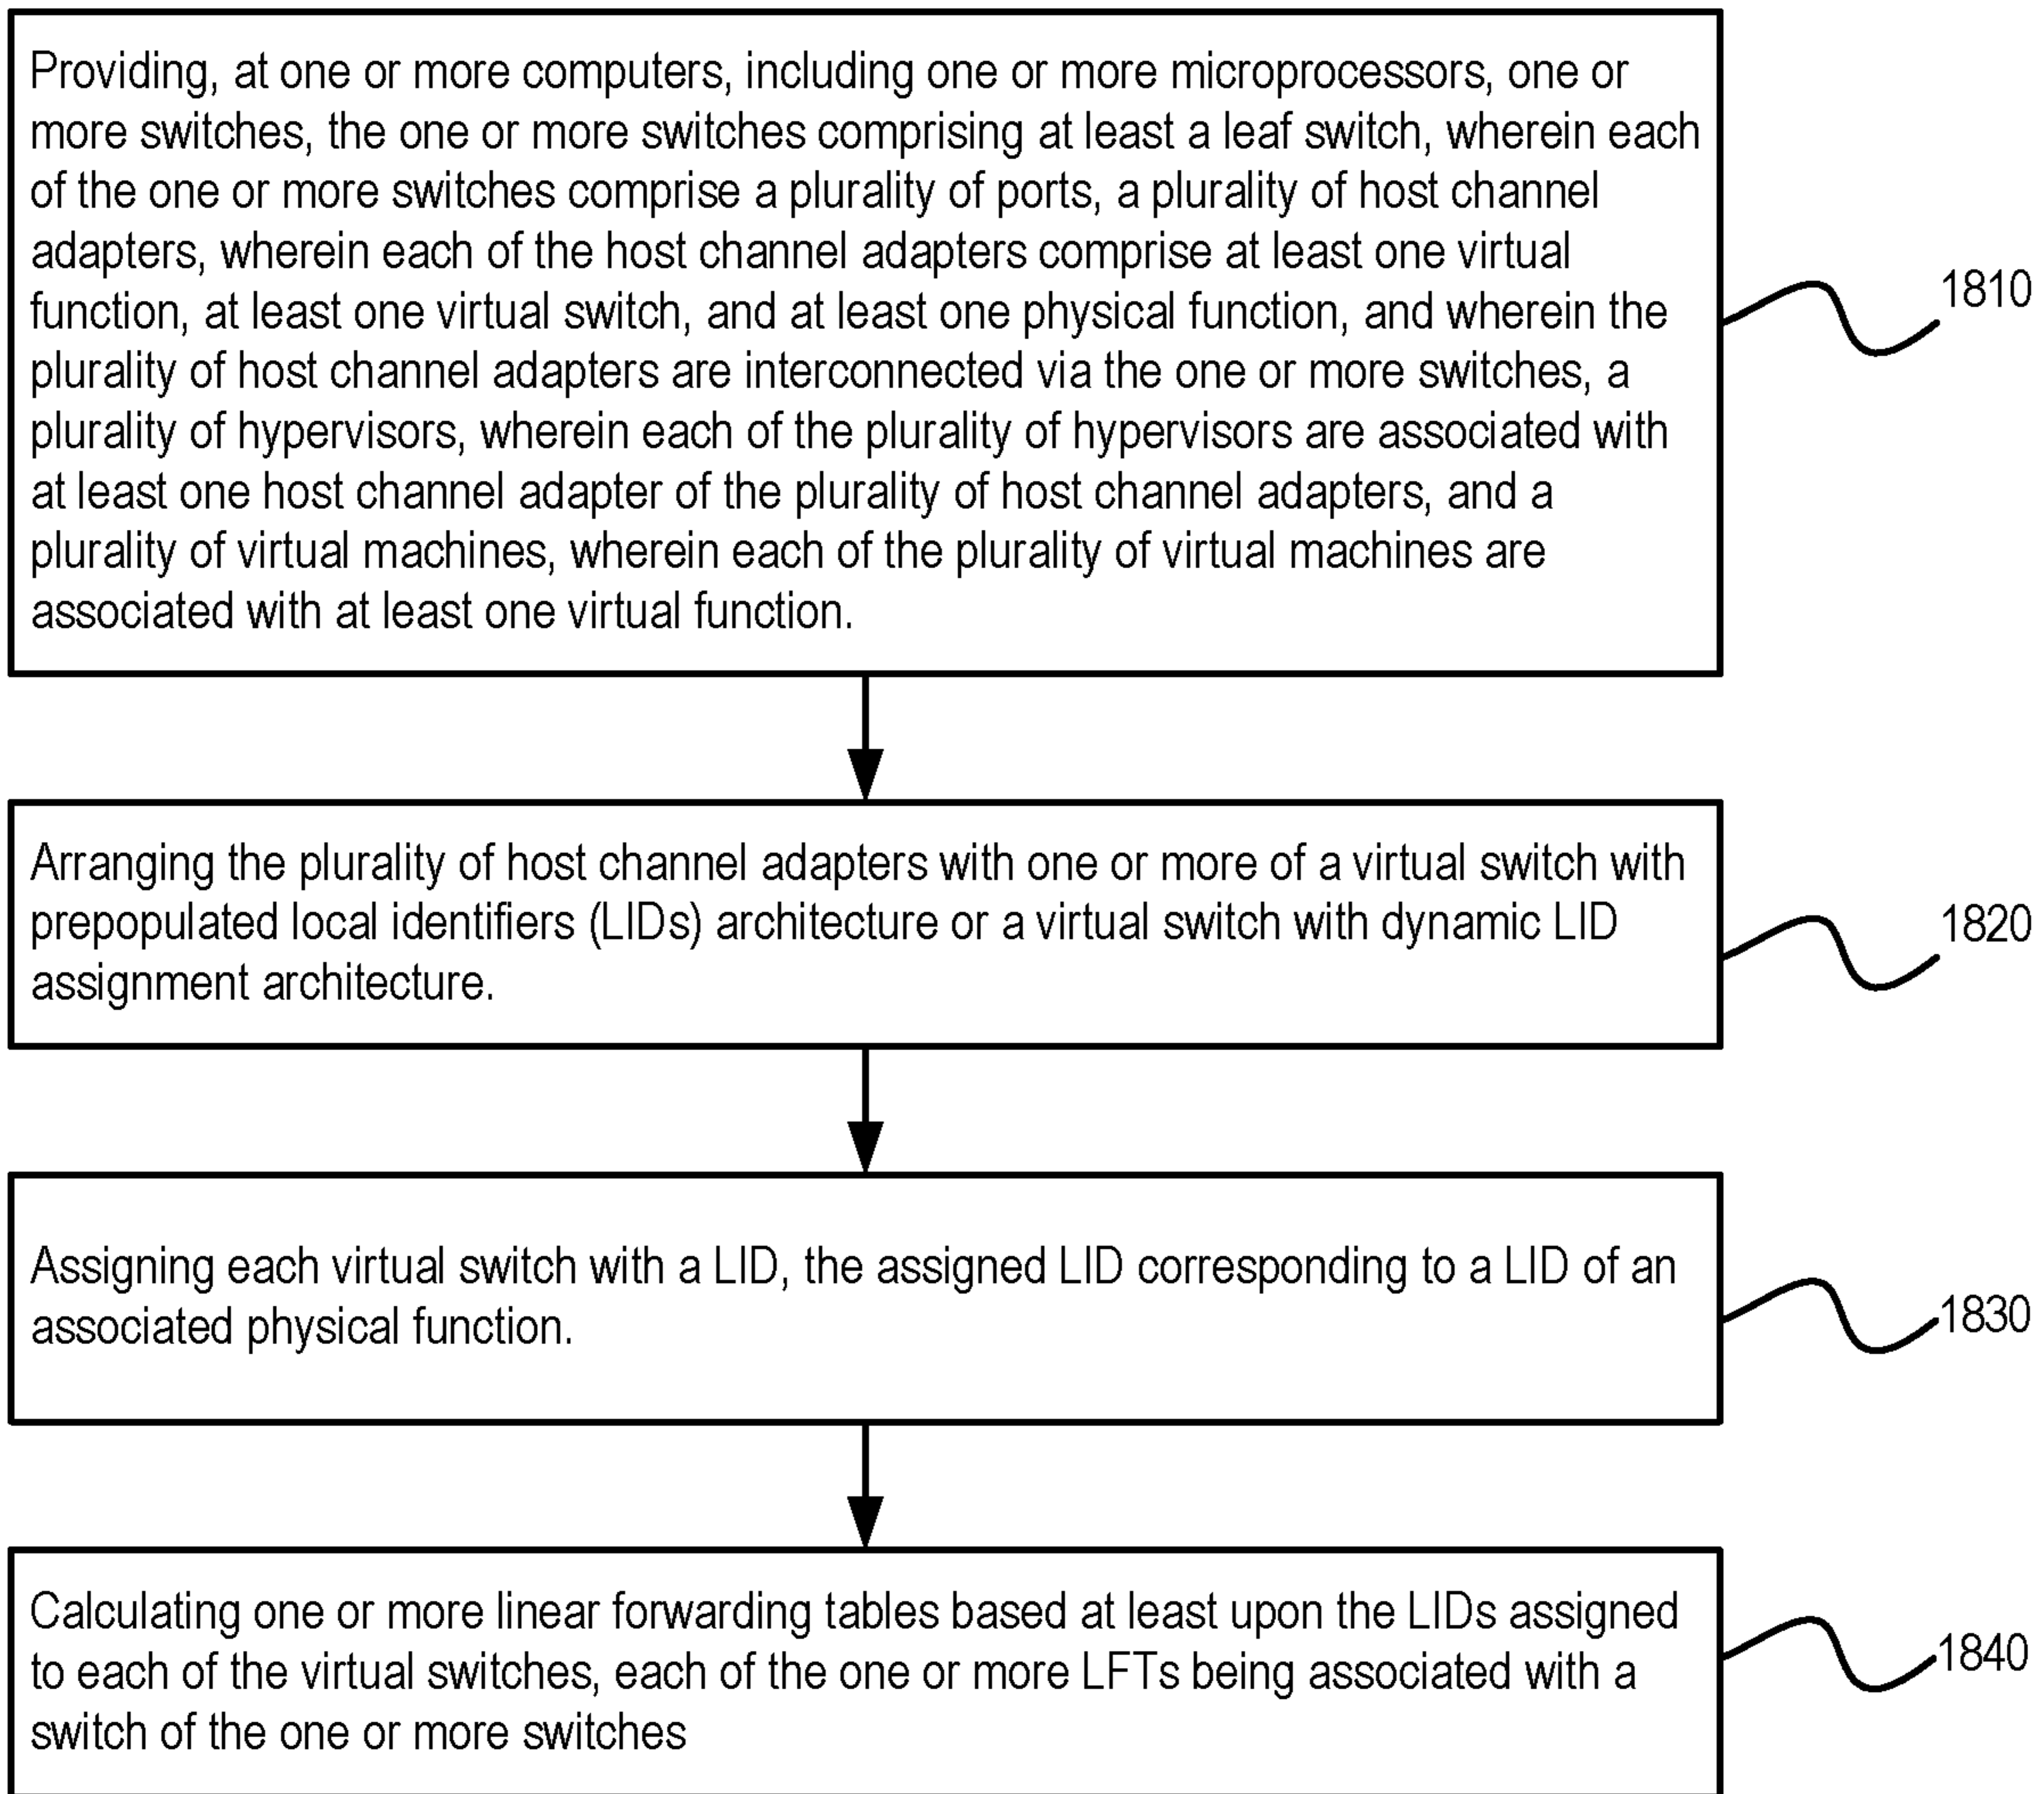 Providing, at one or more computers, including one or more microprocessors, one or
more switches, the one or more switches comprising at least a leaf switch, wherein each
of the one or more switches comprise a plurality of ports, a plurality of host channel
adapters, wherein each of the host channel adapters comprise at least one virtual
function, at least one virtual switch, and at least one physical function, and wherein the
plurality of host channel adapters are interconnected via the one or more switches, a
plurality of hypervisors, wherein each of the plurality of hypervisors are associated with
at least one host channel adapter of the plurality of host channel adapters, and a
plurality of virtual machines, wherein each of the plurality of virtual machines are
associated with at least one virtual function.
1810
Arranging the plurality of host channel adapters with one or more of a virtual switch with
prepopulated local identifiers (LIDs) architecture or a virtual switch with dynamic LID
assignment architecture.
1820
Assigning each virtual switch with a LID, the assigned LID corresponding to a LID of an
associated physical function.
1830
Calculating one or more linear forwarding tables based at least upon the LIDs assigned
to each of the virtual switches, each of the one or more LFTs being associated with a
switch of the one or more switches
1840